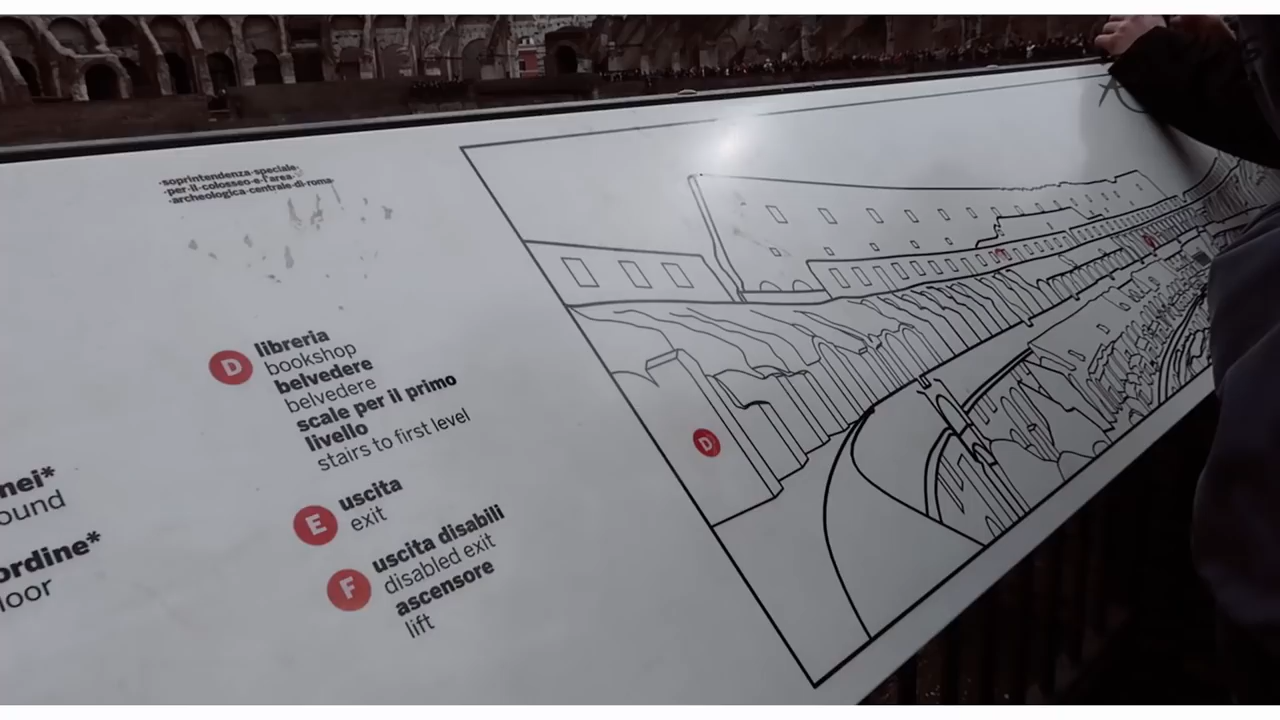 ·soprintendenza·speciale·
·per·il·colosseo·e·l'area·
·archeologica·centrale·di·roma·
D
libreria
bookshop
belvedere
belvedere
scale per il primo
livello
stairs to first level
E
uscita
exit
F
uscita disabili
disabled exit
ascensore
lift
nei*
ound
ordine*
loor
D